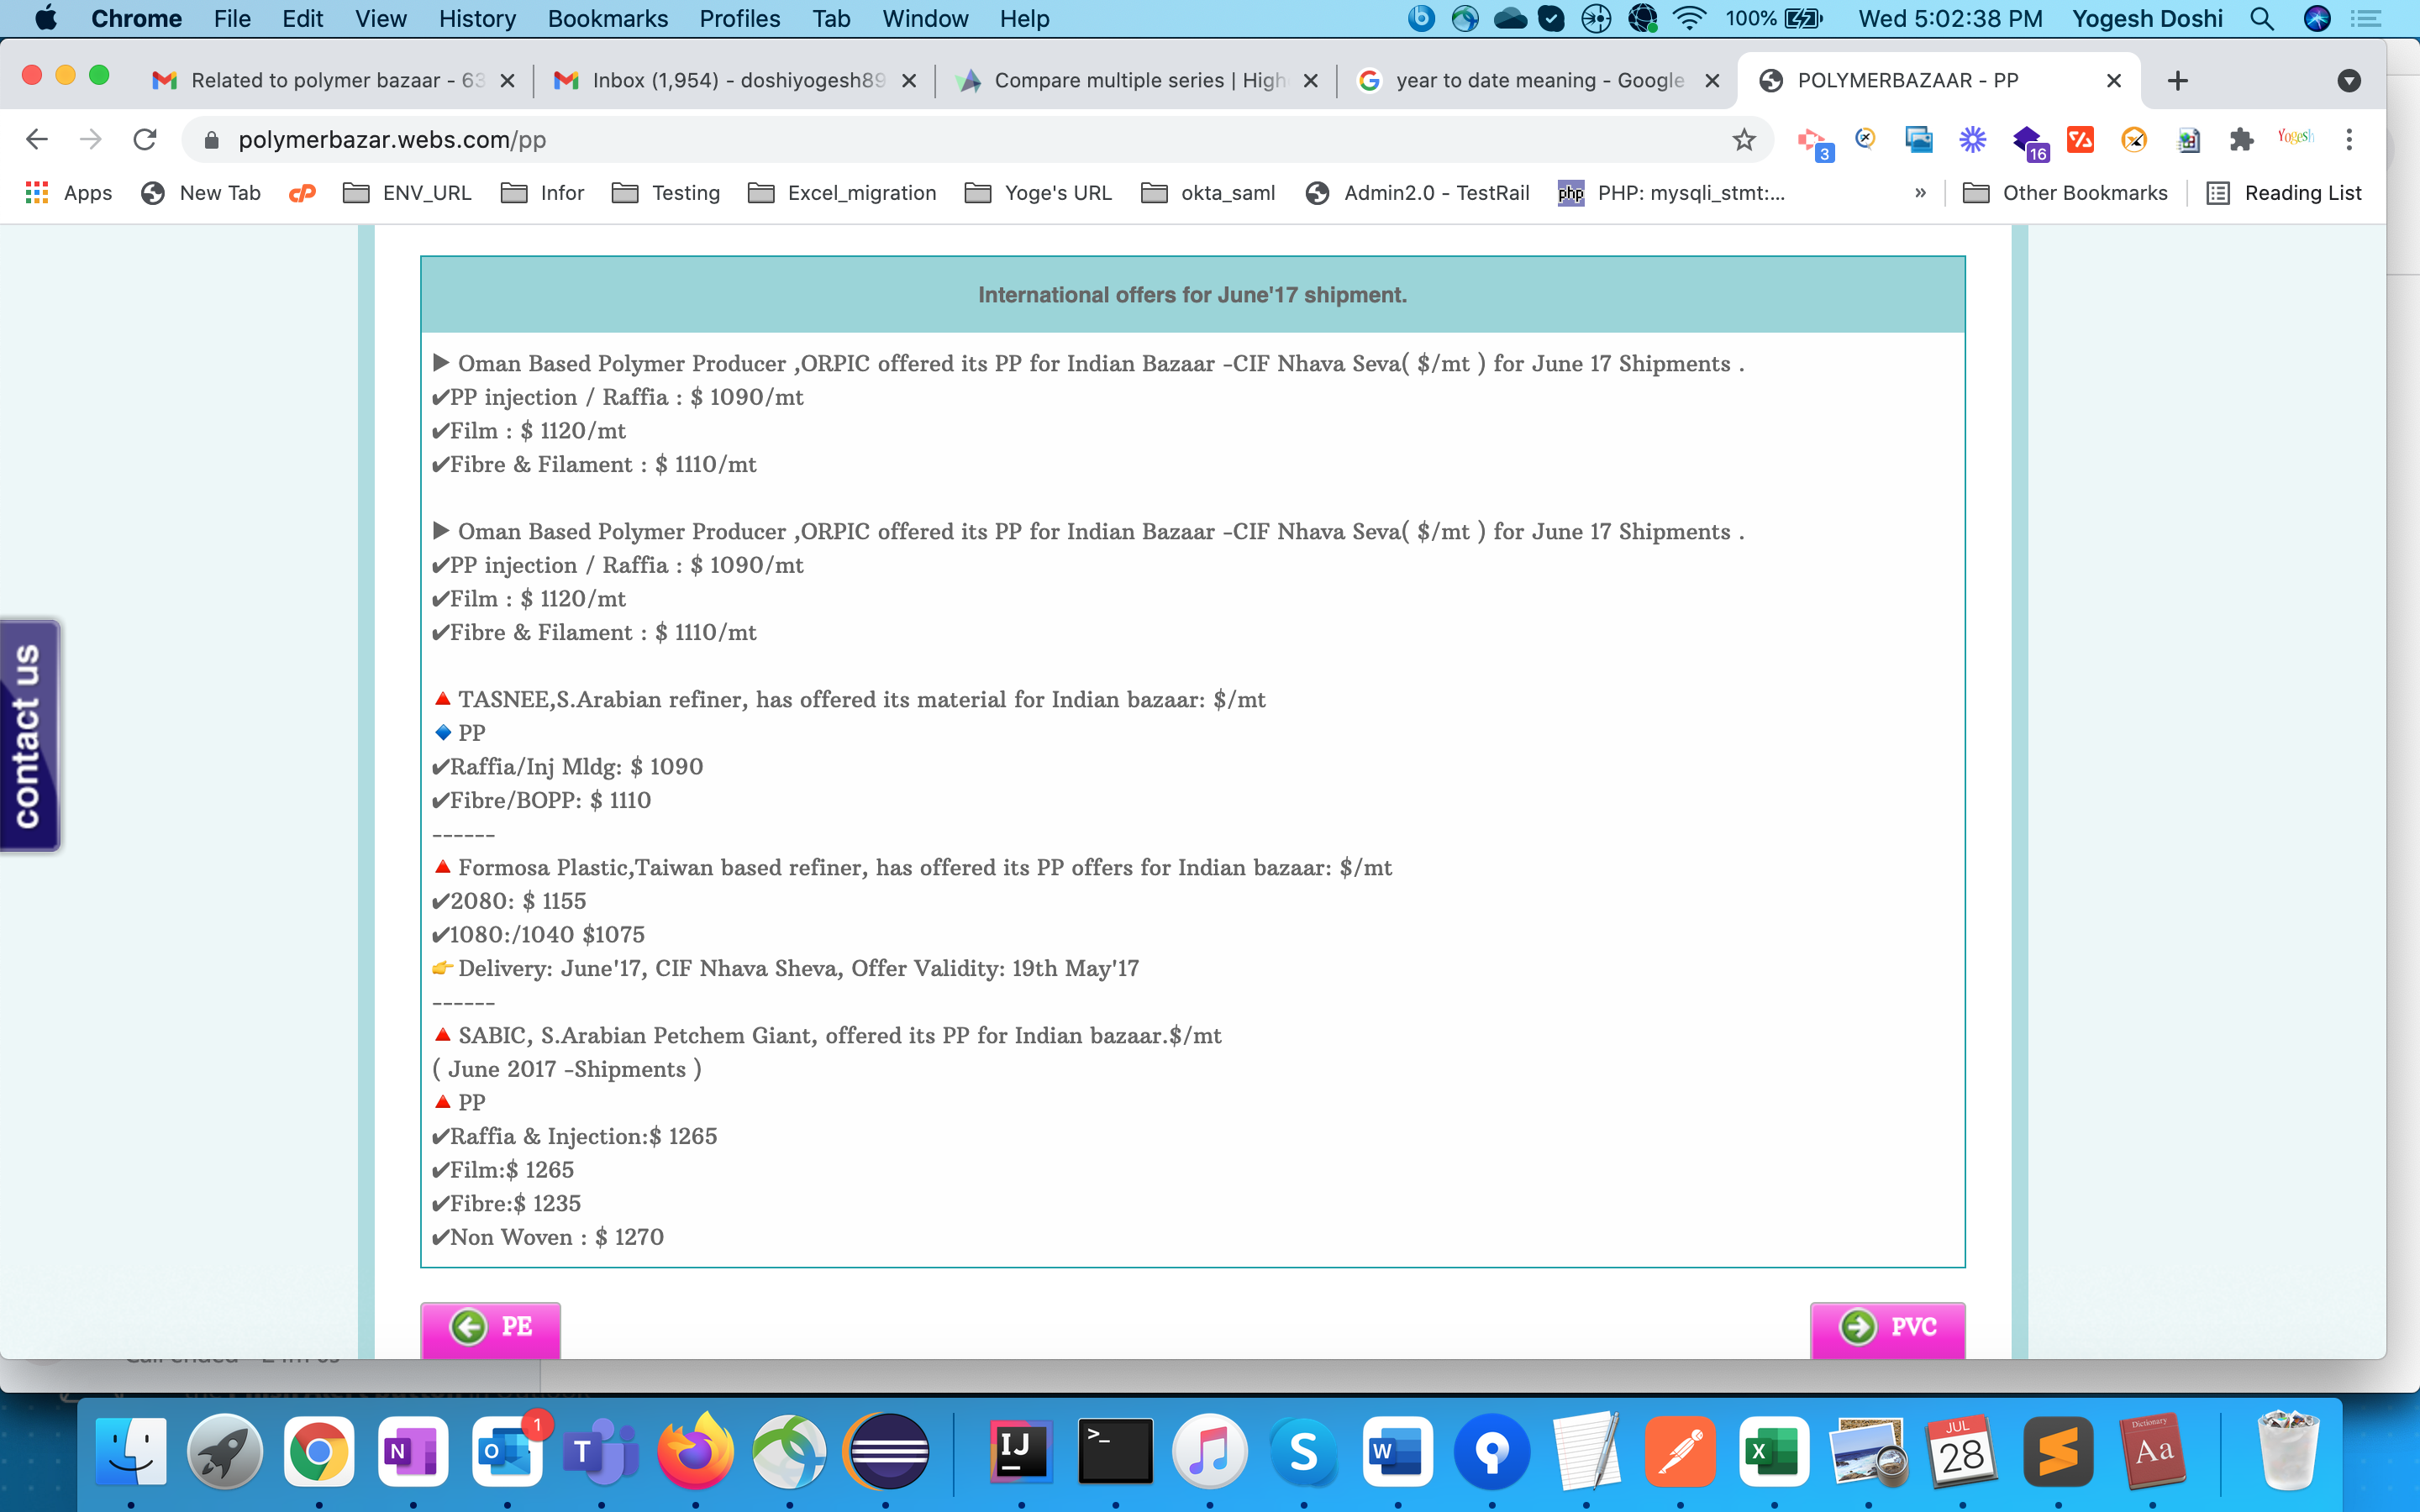 Chrome File Edit View History Bookmarks Profiles Tab Window Help 100% Wed 5:02:38 PM Yogesh Doshi
Related to polymer bazaar - 63 Inbox (1,954) - doshiyogesh89 Compare multiple series | High year to date meaning - Google POLYMERBAZAAR - PP
polymerbazar.webs.com/pp 3 16 Yogesh
Apps New Tab cP ENV_URL Infor Testing Excel_migration Yoge's URL okta_saml Admin2.0 - TestRail php PHP: mysqli_stmt:... » Other Bookmarks Reading List
International offers for June'17 shipment.
▶ Oman Based Polymer Producer ,ORPIC offered its PP for Indian Bazaar -CIF Nhava Seva( $/mt ) for June 17 Shipments .
✔PP injection / Raffia : $ 1090/mt
✔Film : $ 1120/mt
✔Fibre & Filament : $ 1110/mt
▶ Oman Based Polymer Producer ,ORPIC offered its PP for Indian Bazaar -CIF Nhava Seva( $/mt ) for June 17 Shipments .
✔PP injection / Raffia : $ 1090/mt
✔Film : $ 1120/mt
✔Fibre & Filament : $ 1110/mt
🔺TASNEE,S.Arabian refiner, has offered its material for Indian bazaar: $/mt
🔹PP
✔Raffia/Inj Mldg: $ 1090
✔Fibre/BOPP: $ 1110
------
🔺Formosa Plastic,Taiwan based refiner, has offered its PP offers for Indian bazaar: $/mt
✔2080: $ 1155
✔1080:/1040 $1075
👉Delivery: June'17, CIF Nhava Sheva, Offer Validity: 19th May'17
------
🔺SABIC, S.Arabian Petchem Giant, offered its PP for Indian bazaar.$/mt
( June 2017 -Shipments )
🔺PP
✔Raffia & Injection:$ 1265
✔Film:$ 1265
✔Fibre:$ 1235
✔Non Woven : $ 1270
contact us
PE PVC
N O 1 T IJ >_ S W X JUL 28 S Dictionary Aa